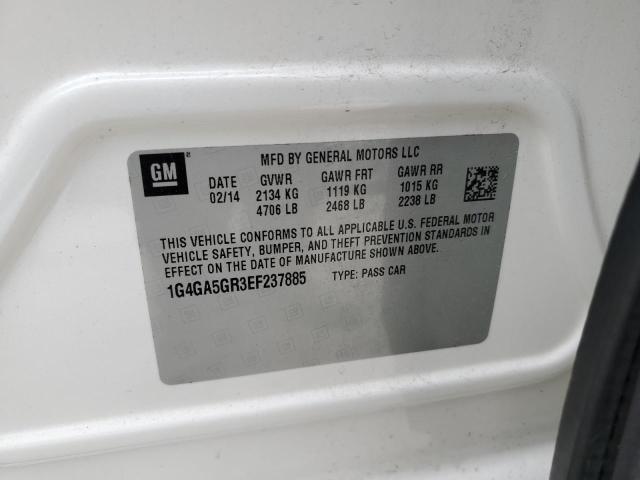 GM
MFD BY GENERAL MOTORS LLC
DATE GVWR GAWR FRT GAWR RR
02/14 2134 KG 1119 KG 1015 KG
4706 LB 2468 LB 2238 LB
THIS VEHICLE CONFORMS TO ALL APPLICABLE U.S. FEDERAL MOTOR
VEHICLE SAFETY, BUMPER, AND THEFT PREVENTION STANDARDS IN
EFFECT ON THE DATE OF MANUFACTURE SHOWN ABOVE.
1G4GA5GR3EF237885 TYPE: PASS CAR